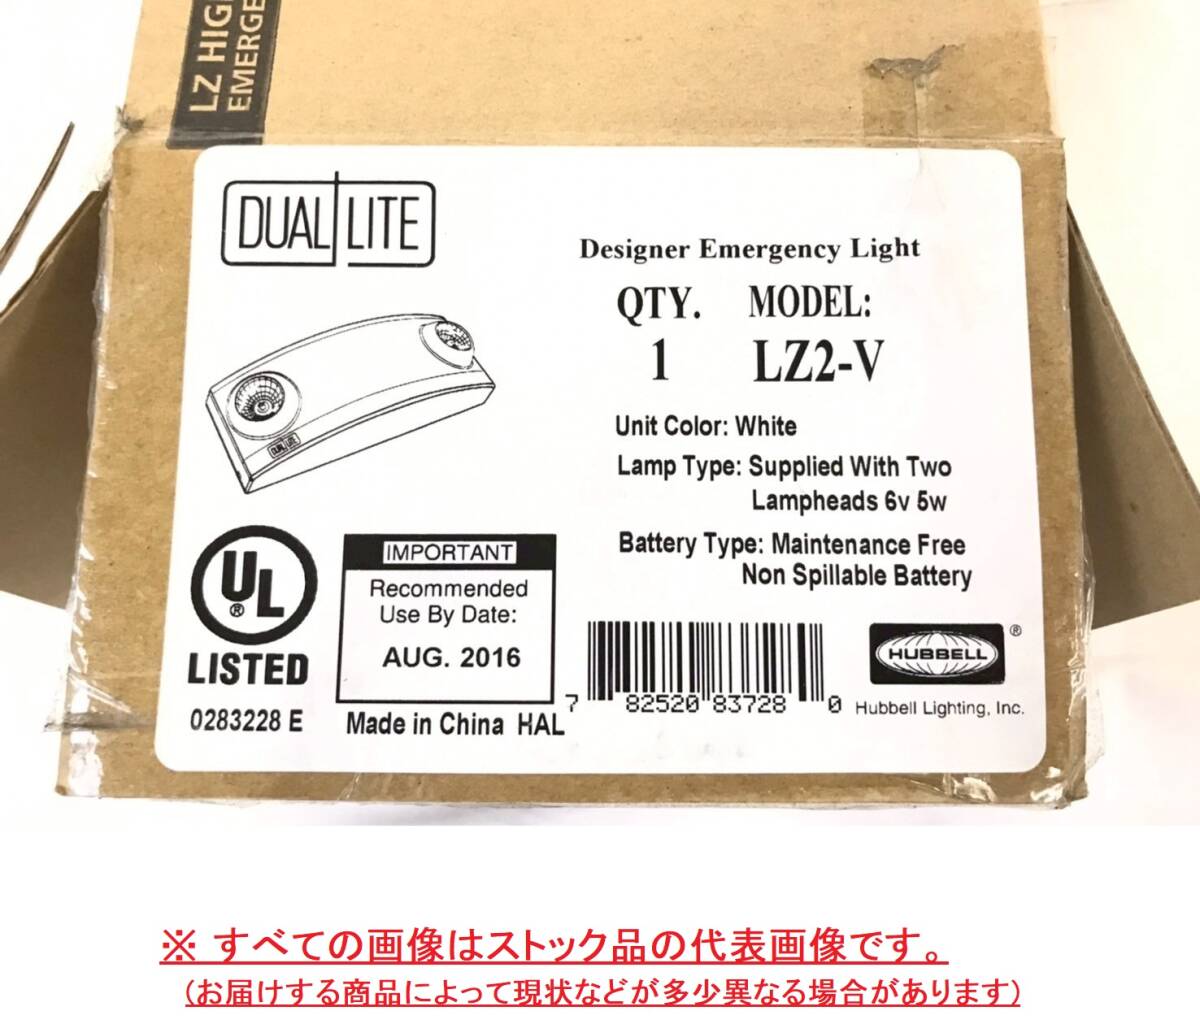 LZ HIG
EMERGE
DUAL LITE
Designer Emergency Light
QTY. MODEL:
1 LZ2-V
Unit Color: White
Lamp Type: Supplied With Two
Lampheads 6v 5w
Battery Type: Maintenance Free
Non Spillable Battery
DUAL LITE
UL
®
LISTED
0283228 E
IMPORTANT
Recommended
Use By Date:
AUG. 2016
Made in China HAL
7 82520 83728 0
HUBBELL ®
Hubbell Lighting, Inc.
※ すべての画像はストック品の代表画像です。
(お届けする商品によって現状などが多少異なる場合があります)